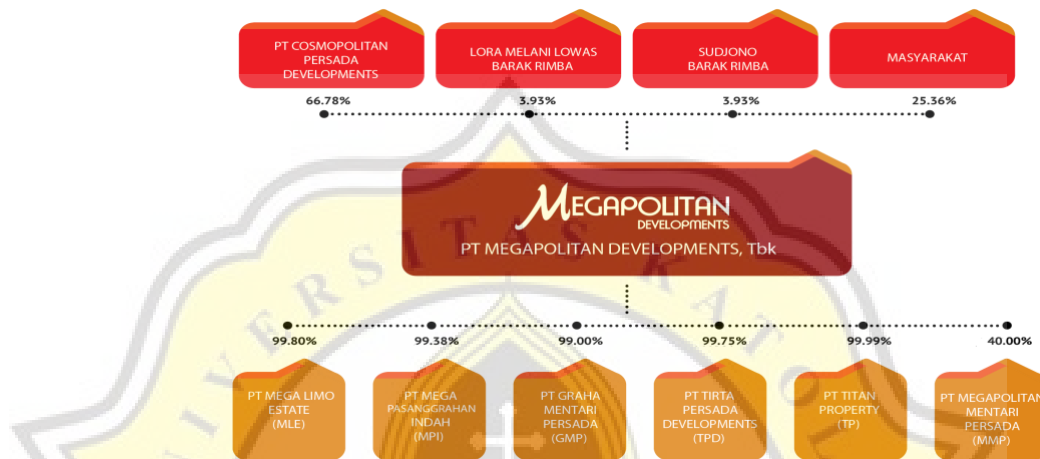 PT COSMOPOLITAN
PERSADA
DEVELOPMENTS
LORA MELANI LOWAS
BARAK RIMBA
SUDJONO
BARAK RIMBA
MASYARAKAT
66.78%
3.93%
3.93%
25.36%
MEGAPOLITAN
DEVELOPMENTS
PT MEGAPOLITAN DEVELOPMENTS, Tbk
UNIVERSITAS KATOL
99.80%
99.38%
99.00%
99.75%
99.99%
40.00%
PT MEGA LIMO
ESTATE
(MLE)
PT MEGA
PASANGGRAHAN
INDAH
(MPI)
PT GRAHA
MENTARI
PERSADA
(GMP)
PT TIRTA
PERSADA
DEVELOPMENTS
(TPD)
PT TITAN
PROPERTY
(TP)
PT MEGAPOLITAN
MENTARI
PERSADA
(MMP)